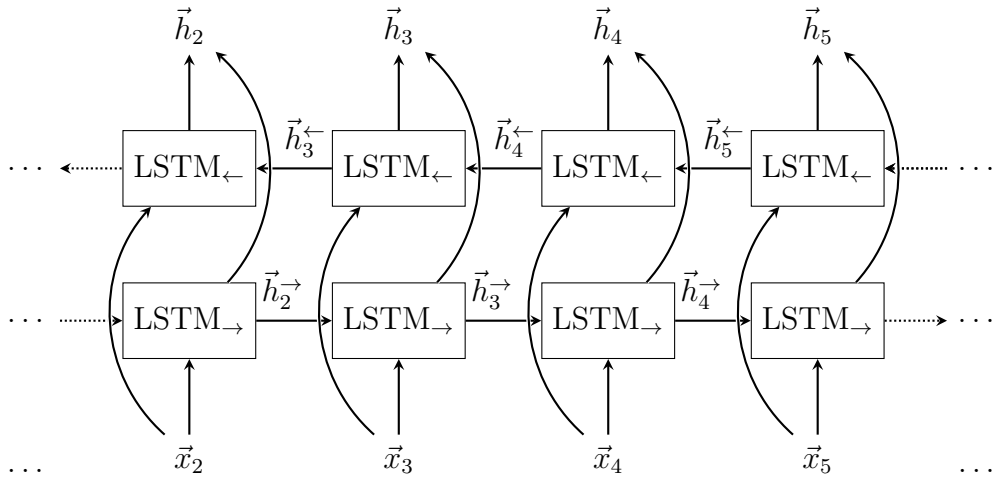 h⃗₂ h⃗₃ h⃗₄ h⃗₅
h⃗₃← h⃗₄← h⃗₅←
... LSTM← LSTM← LSTM← LSTM← ...
h⃗₂→ h⃗₃→ h⃗₄→
... LSTM→ LSTM→ LSTM→ LSTM→ ...
... x⃗₂ x⃗₃ x⃗₄ x⃗₅ ...